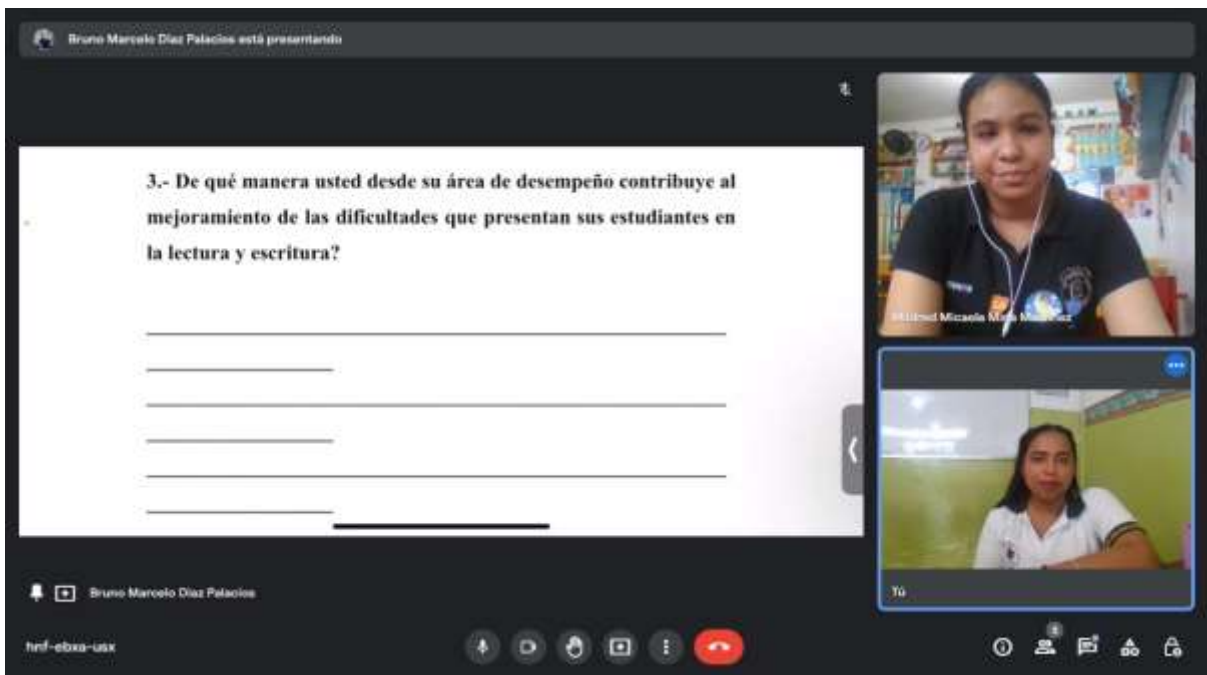 Bruno Marcelo Diaz Palacios está presentando
3.- De qué manera usted desde su área de desempeño contribuye al
mejoramiento de las dificultades que presentan sus estudiantes en
la lectura y escritura?
Micaela
Bruno Marcelo Diaz Palacios
Tú
hnf-ebxa-usx